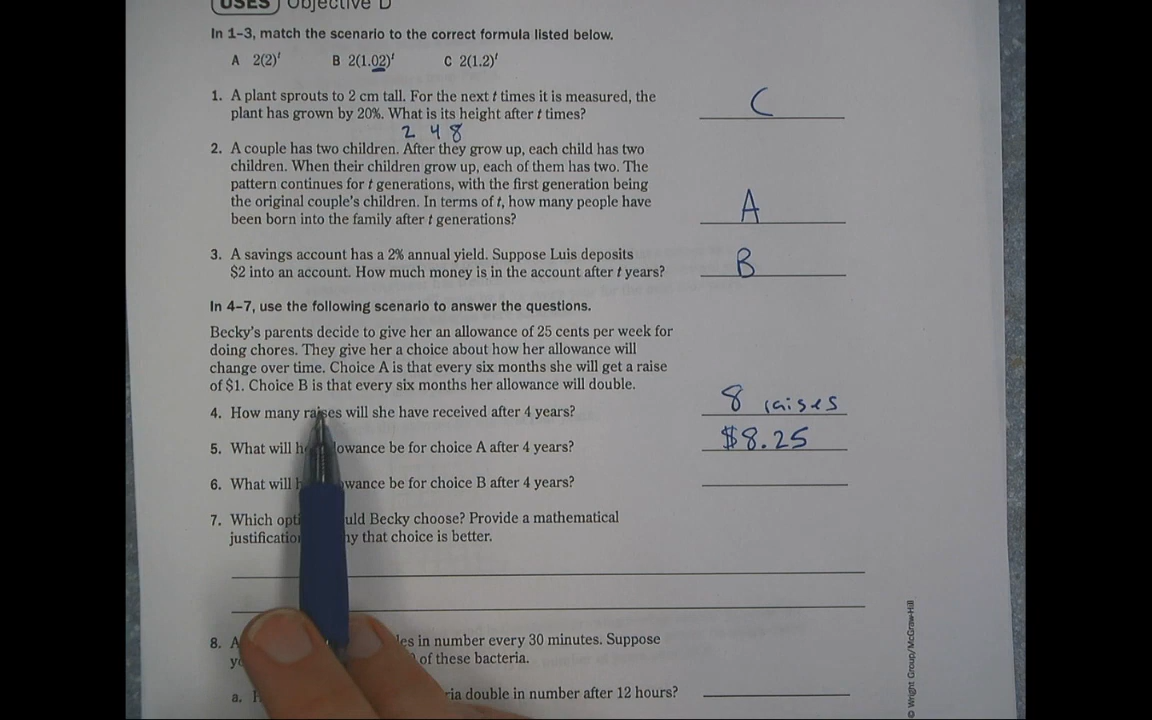 USES Objective D
In 1–3, match the scenario to the correct formula listed below.
A 2(2)ᵗ B 2(1.02)ᵗ C 2(1.2)ᵗ
1. A plant sprouts to 2 cm tall. For the next t times it is measured, the
plant has grown by 20%. What is its height after t times?
C
2 4 8
2. A couple has two children. After they grow up, each child has two
children. When their children grow up, each of them has two. The
pattern continues for t generations, with the first generation being
the original couple's children. In terms of t, how many people have
been born into the family after t generations?
A
3. A savings account has a 2% annual yield. Suppose Luis deposits
$2 into an account. How much money is in the account after t years?
B
In 4–7, use the following scenario to answer the questions.
Becky's parents decide to give her an allowance of 25 cents per week for
doing chores. They give her a choice about how her allowance will
change over time. Choice A is that every six months she will get a raise
of $1. Choice B is that every six months her allowance will double.
4. How many raises will she have received after 4 years?
8 raises
5. What will lowance be for choice A after 4 years?
$8.25
6. What will wance be for choice B after 4 years?
7. Which uld Becky choose? Provide a mathematical
that choice is better.
8. in number every 30 minutes. Suppose
of these bacteria.
a. double in number after 12 hours?
© Wright Group/McGraw-Hill